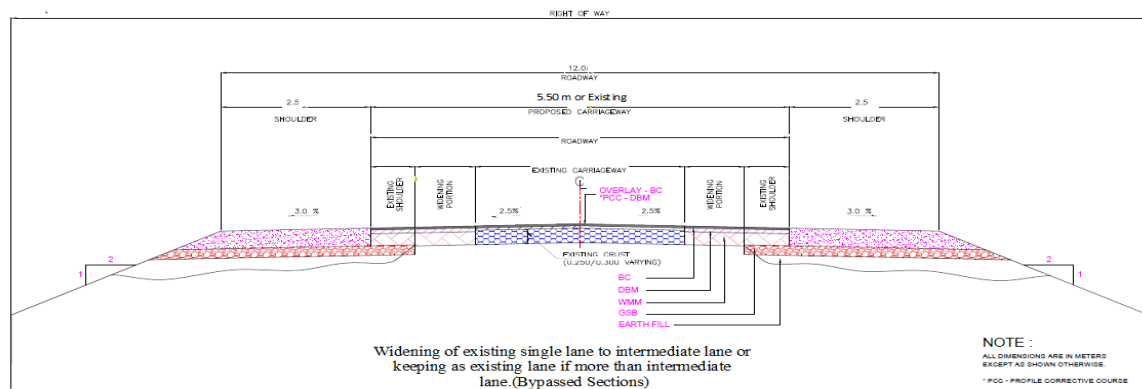 RIGHT OF WAY
12.0
ROADWAY
2.5
5.50 m or Existing
2.5
SHOULDER
PROPOSED CARRIAGEWAY
SHOULDER
ROADWAY
EXISTING SHOULDER
WIDENING PORTION
EXISTING CARRIAGEWAY
WIDENING PORTION
EXISTING SHOULDER
C
OVERLAY - BC
*PCC - DBM
3.0 %
2.5%
2.5%
3.0 %
2
1
2
1
EXISTING CRUST
(0.250/0.300 VARYING)
BC
DBM
WMM
GSB
EARTH FILL
Widening of existing single lane to intermediate lane or
keeping as existing lane if more than intermediate
lane.(Bypassed Sections)
NOTE :
ALL DIMENSIONS ARE IN METERS
EXCEPT AS SHOWN OTHERWISE.
* PCC - PROFILE CORRECTIVE COURSE